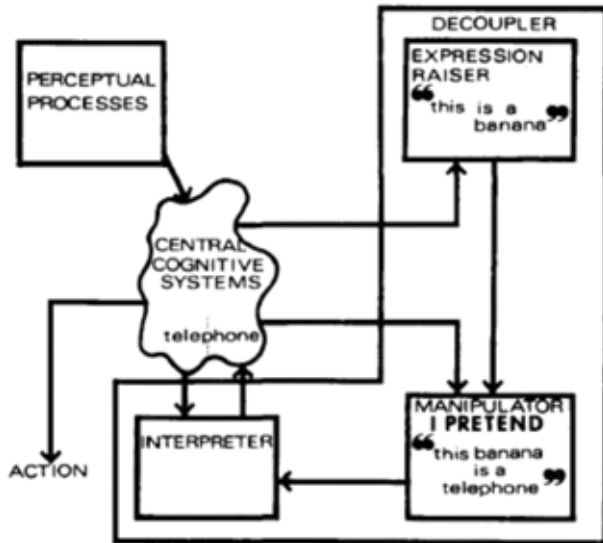 DECOUPLER
PERCEPTUAL
PROCESSES
EXPRESSION
RAISER
❝this is a
banana❞
CENTRAL
COGNITIVE
SYSTEMS
telephone
INTERPRETER
MANIPULATOR
I PRETEND
❝this banana
is a
telephone❞
ACTION